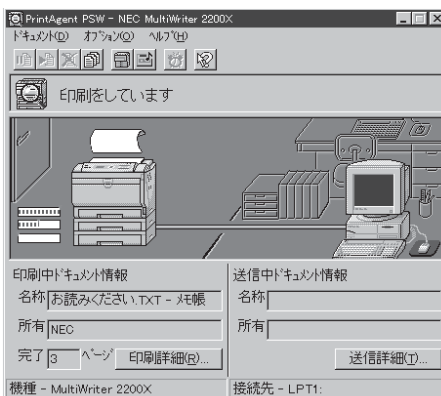 PrintAgent PSW - NEC MultiWriter 2200X
ﾄﾞｷｭﾒﾝﾄ(D) ｵﾌﾟｼｮﾝ(O) ﾍﾙﾌﾟ(H)
印刷をしています
印刷中ﾄﾞｷｭﾒﾝﾄ情報
名称 お読みください.TXT - ﾒﾓ帳
所有 NEC
完了 3 ﾍﾟｰｼﾞ 印刷詳細(R)...
送信中ﾄﾞｷｭﾒﾝﾄ情報
名称
所有
送信詳細(T)...
機種 - MultiWriter 2200X 接続先 - LPT1: